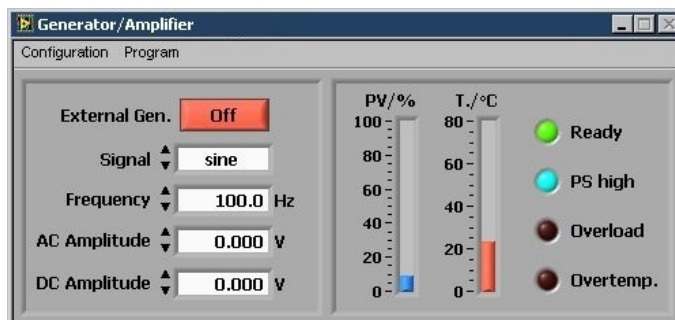 Generator/Amplifier
Configuration Program
External Gen. Off
Signal sine
Frequency 100.0 Hz
AC Amplitude 0.000 V
DC Amplitude 0.000 V
PV/% T./°C
100 80
80
60
60
40
40
20
20
0 0
Ready
PS high
Overload
Overtemp.